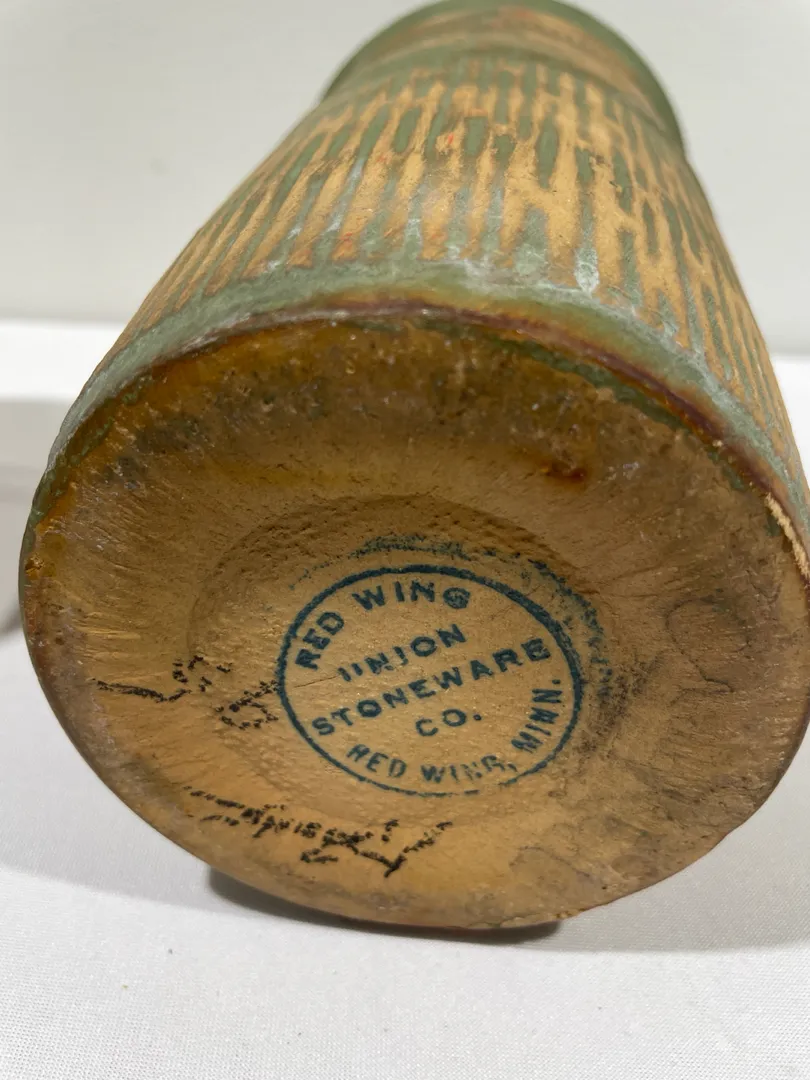 RED WING
UNION
STONEWARE
CO.
RED WING, MINN.